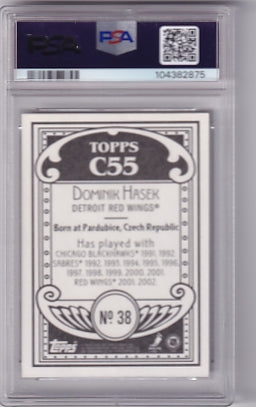 PSA
PSA
104382875
TOPPS
C55
DOMINIK HASEK
DETROIT RED WINGS®
Born at Pardubice, Czech Republic
Has played with
CHICAGO BLACKHAWKS® 1991, 1992.
SABRES® 1992, 1993, 1994, 1995, 1996,
1997, 1998, 1999, 2000, 2001.
RED WINGS® 2001, 2002.
No 38
Topps